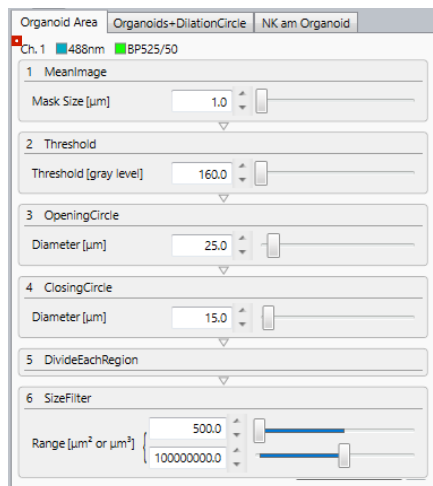 Organoid Area Organoids+DilationCircle NK am Organoid
Ch. 1 488nm BP525/50
1 MeanImage
Mask Size [µm] 1.0
2 Threshold
Threshold [gray level] 160.0
3 OpeningCircle
Diameter [µm] 25.0
4 ClosingCircle
Diameter [µm] 15.0
5 DivideEachRegion
6 SizeFilter
500.0
Range [µm² or µm³]
100000000.0